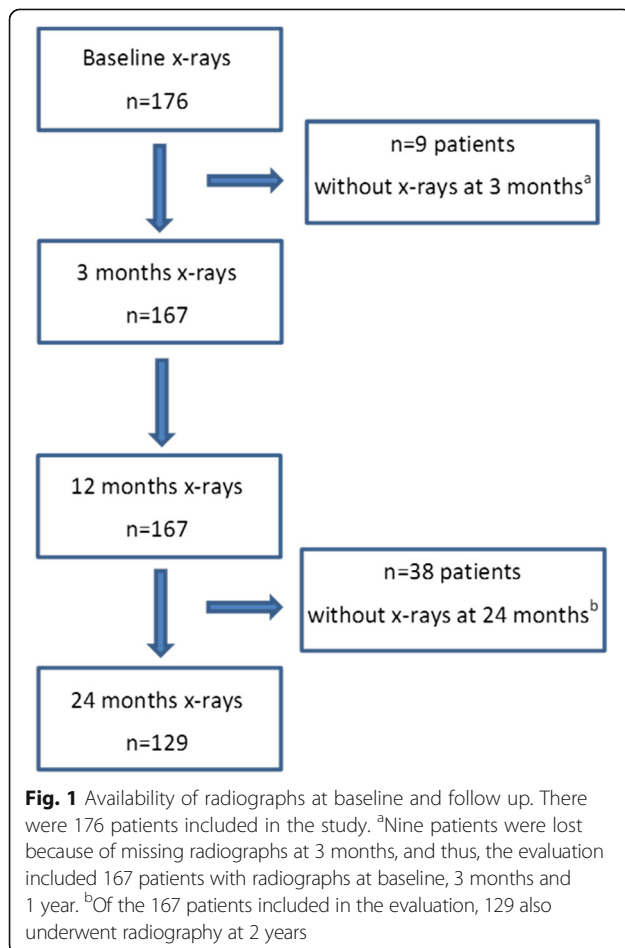 Baseline x-rays
n=176
n=9 patients
without x-rays at 3 months^a
3 months x-rays
n=167
12 months x-rays
n=167
n=38 patients
without x-rays at 24 months^b
24 months x-rays
n=129
Fig. 1 Availability of radiographs at baseline and follow up. There
were 176 patients included in the study. ^aNine patients were lost
because of missing radiographs at 3 months, and thus, the evaluation
included 167 patients with radiographs at baseline, 3 months and
1 year. ^bOf the 167 patients included in the evaluation, 129 also
underwent radiography at 2 years